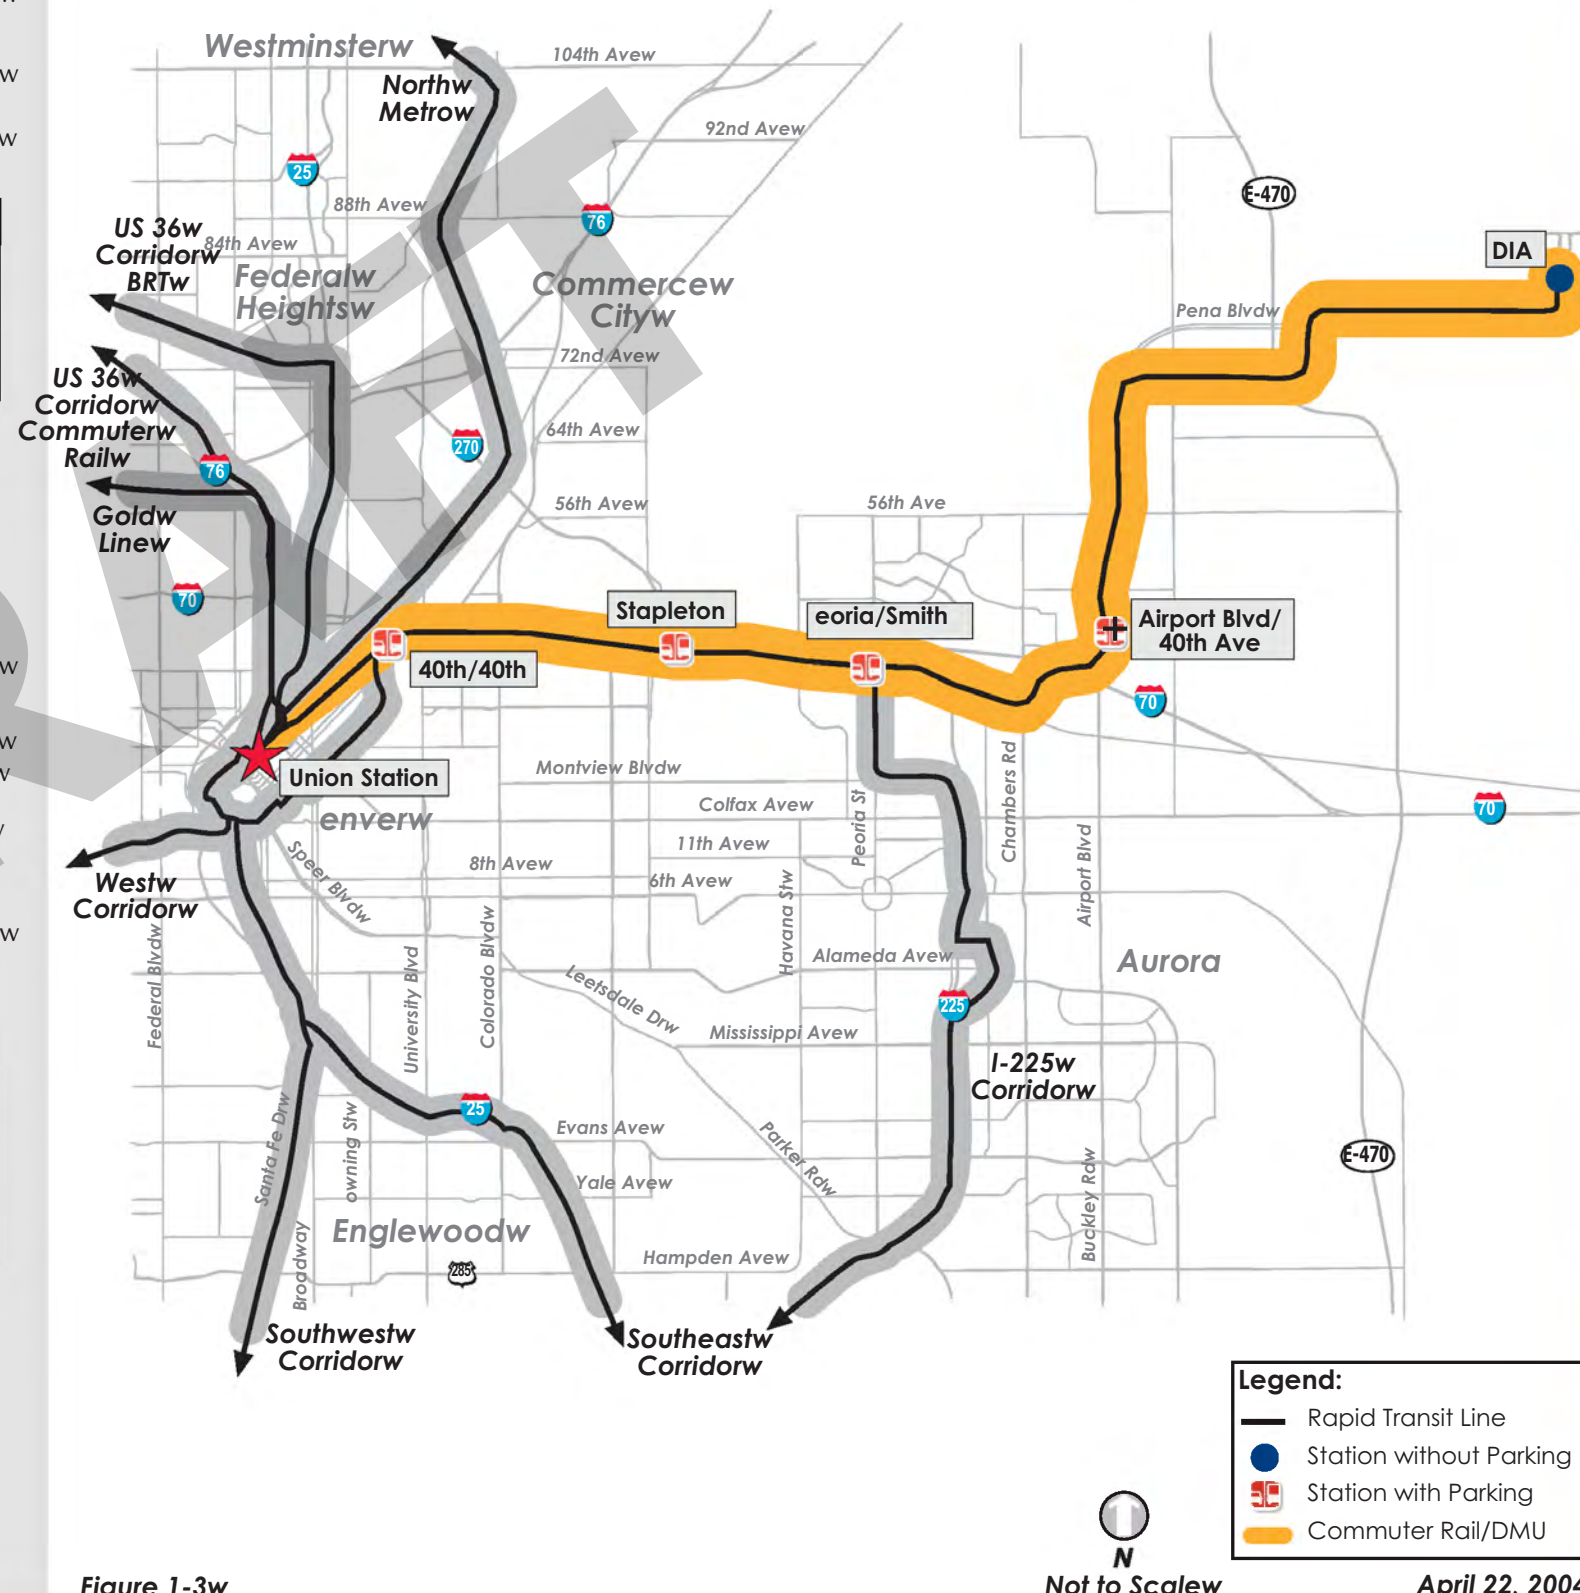 Westminsterw
104th Avew
Northw
Metrow
92nd Avew
25
E-470
88th Avew
76
US 36w
Corridorw
BRTw
84th Avew
DIA
Federalw
Heightsw
Commercew
Cityw
Pena Blvdw
72nd Avew
US 36w
Corridorw
Commuterw
Railw
64th Avew
270
76
56th Avew
56th Ave
Goldw
Linew
70
Stapleton
eoria/Smith
Airport Blvd/
40th Ave
40th/40th
70
Union Station
Montview Blvdw
Colfax Avew
70
enverw
Peoria St
Chambers Rd
11th Avew
8th Avew
6th Avew
Speer Blvdw
Westw
Corridorw
Airport Blvd
Havana Stw
Federal Blvdw
University Blvd
Colorado Blvdw
Alameda Avew
Aurora
Leetsdale Drw
225
Mississippi Avew
I-225w
Corridorw
25
Santa Fe Drw
owning Stw
Evans Avew
Parker Rdw
E-470
Yale Avew
Buckley Rdw
Englewoodw
Broadway
285
Hampden Avew
Southwestw
Corridorw
Southeastw
Corridorw
Legend:
Rapid Transit Line
Station without Parking
Station with Parking
Commuter Rail/DMU
N
Figure 1-3w
Not to Scalew
April 22, 2004
RAFT